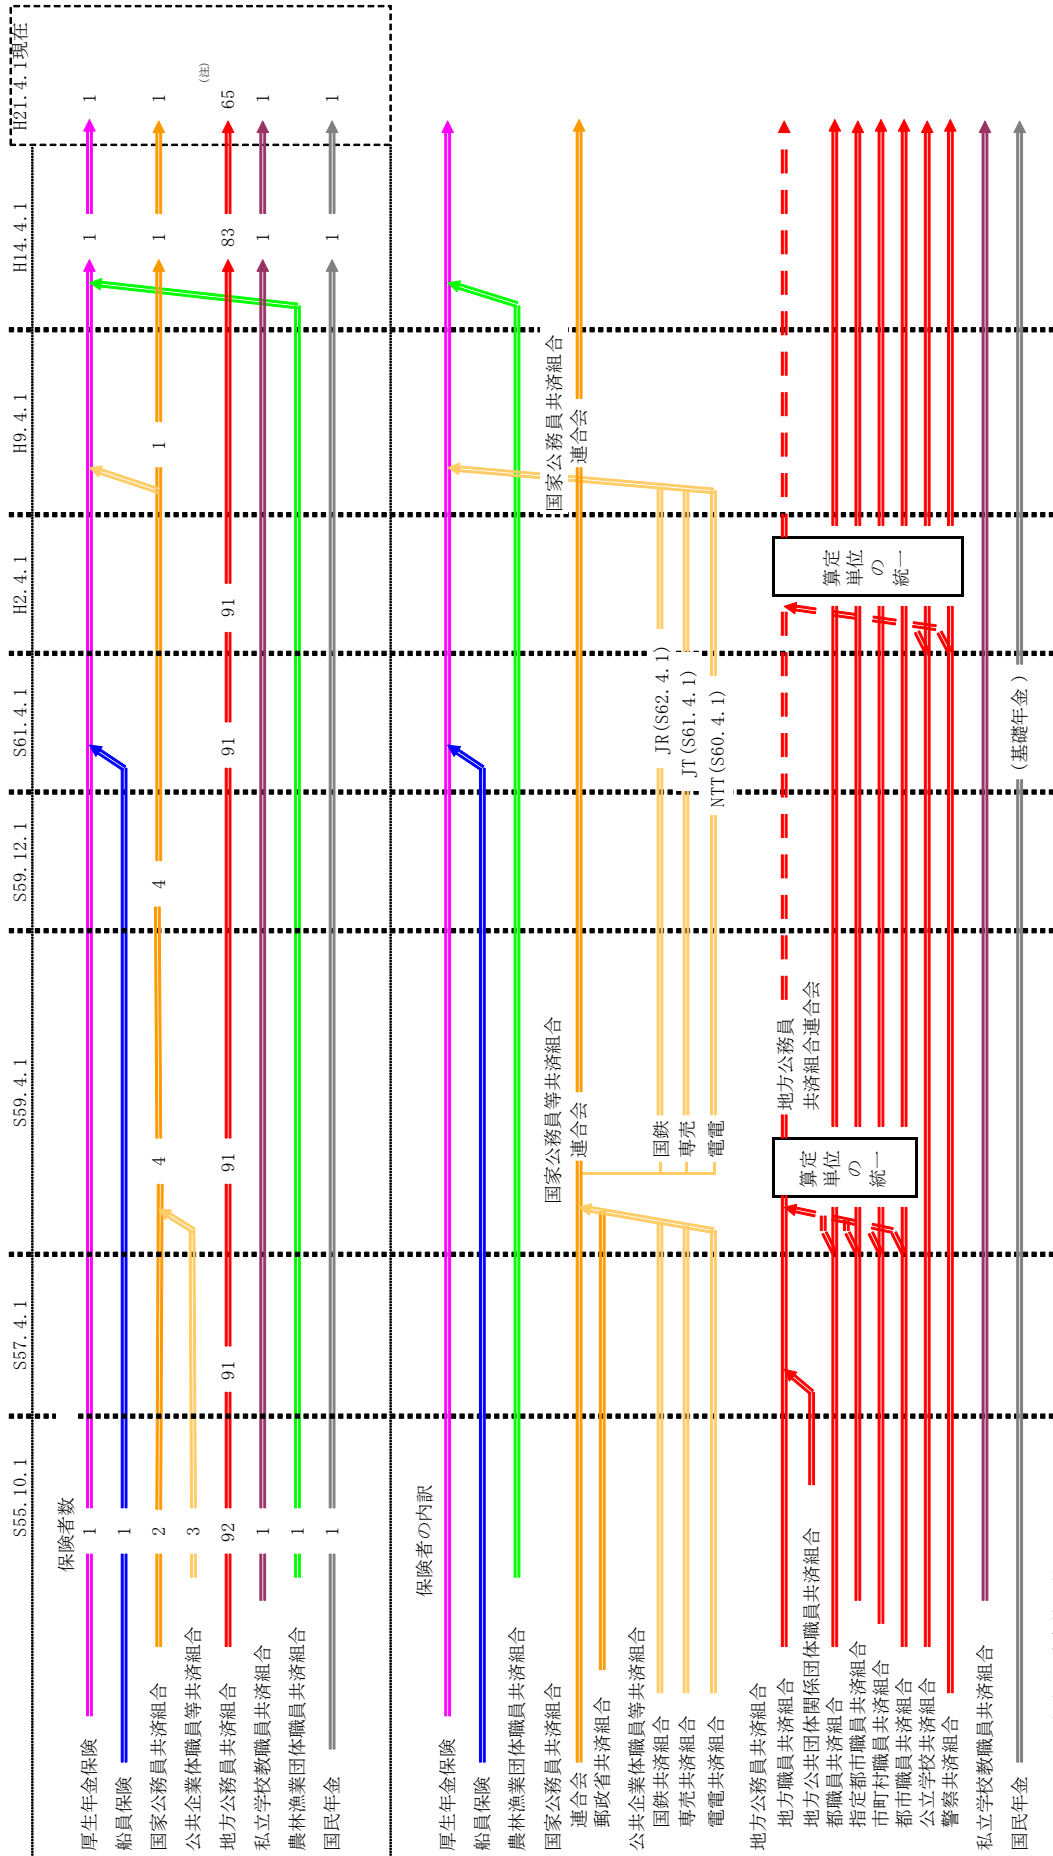 S55.10.1
S57.4.1
S59.4.1
S59.12.1
S61.4.1
H2.4.1
H9.4.1
H14.4.1
H21.4.1現在
保険者数
厚生年金保険 1 1 1
船員保険 1
国家公務員共済組合 2 4 4 1 1 1
公共企業体職員等共済組合 3
(注)
地方公務員共済組合 92 91 91 91 91 83 65
私立学校教職員共済組合 1 1 1
農林漁業団体職員共済組合 1
国民年金 1 1 1
保険者の内訳
厚生年金保険
船員保険
農林漁業団体職員共済組合
国家公務員共済組合
国家公務員等共済組合
国家公務員共済組合
連合会 連合会 連合会
郵政省共済組合
公共企業体職員等共済組合
国鉄共済組合 国鉄 JR(S62.4.1)
専売共済組合 専売 JT(S61.4.1)
電電共済組合 電電 NTT(S60.4.1)
地方公務員共済組合
地方職員共済組合
地方公務員
共済組合連合会
地方公共団体関係団体職員共済組合
都職員共済組合
指定都市職員共済組合
市町村職員共済組合
都市職員共済組合
公立学校共済組合
警察共済組合
算定
単位
の
統一
算定
単位
の
統一
私立学校教職員共済組合
国民年金 (基礎年金)